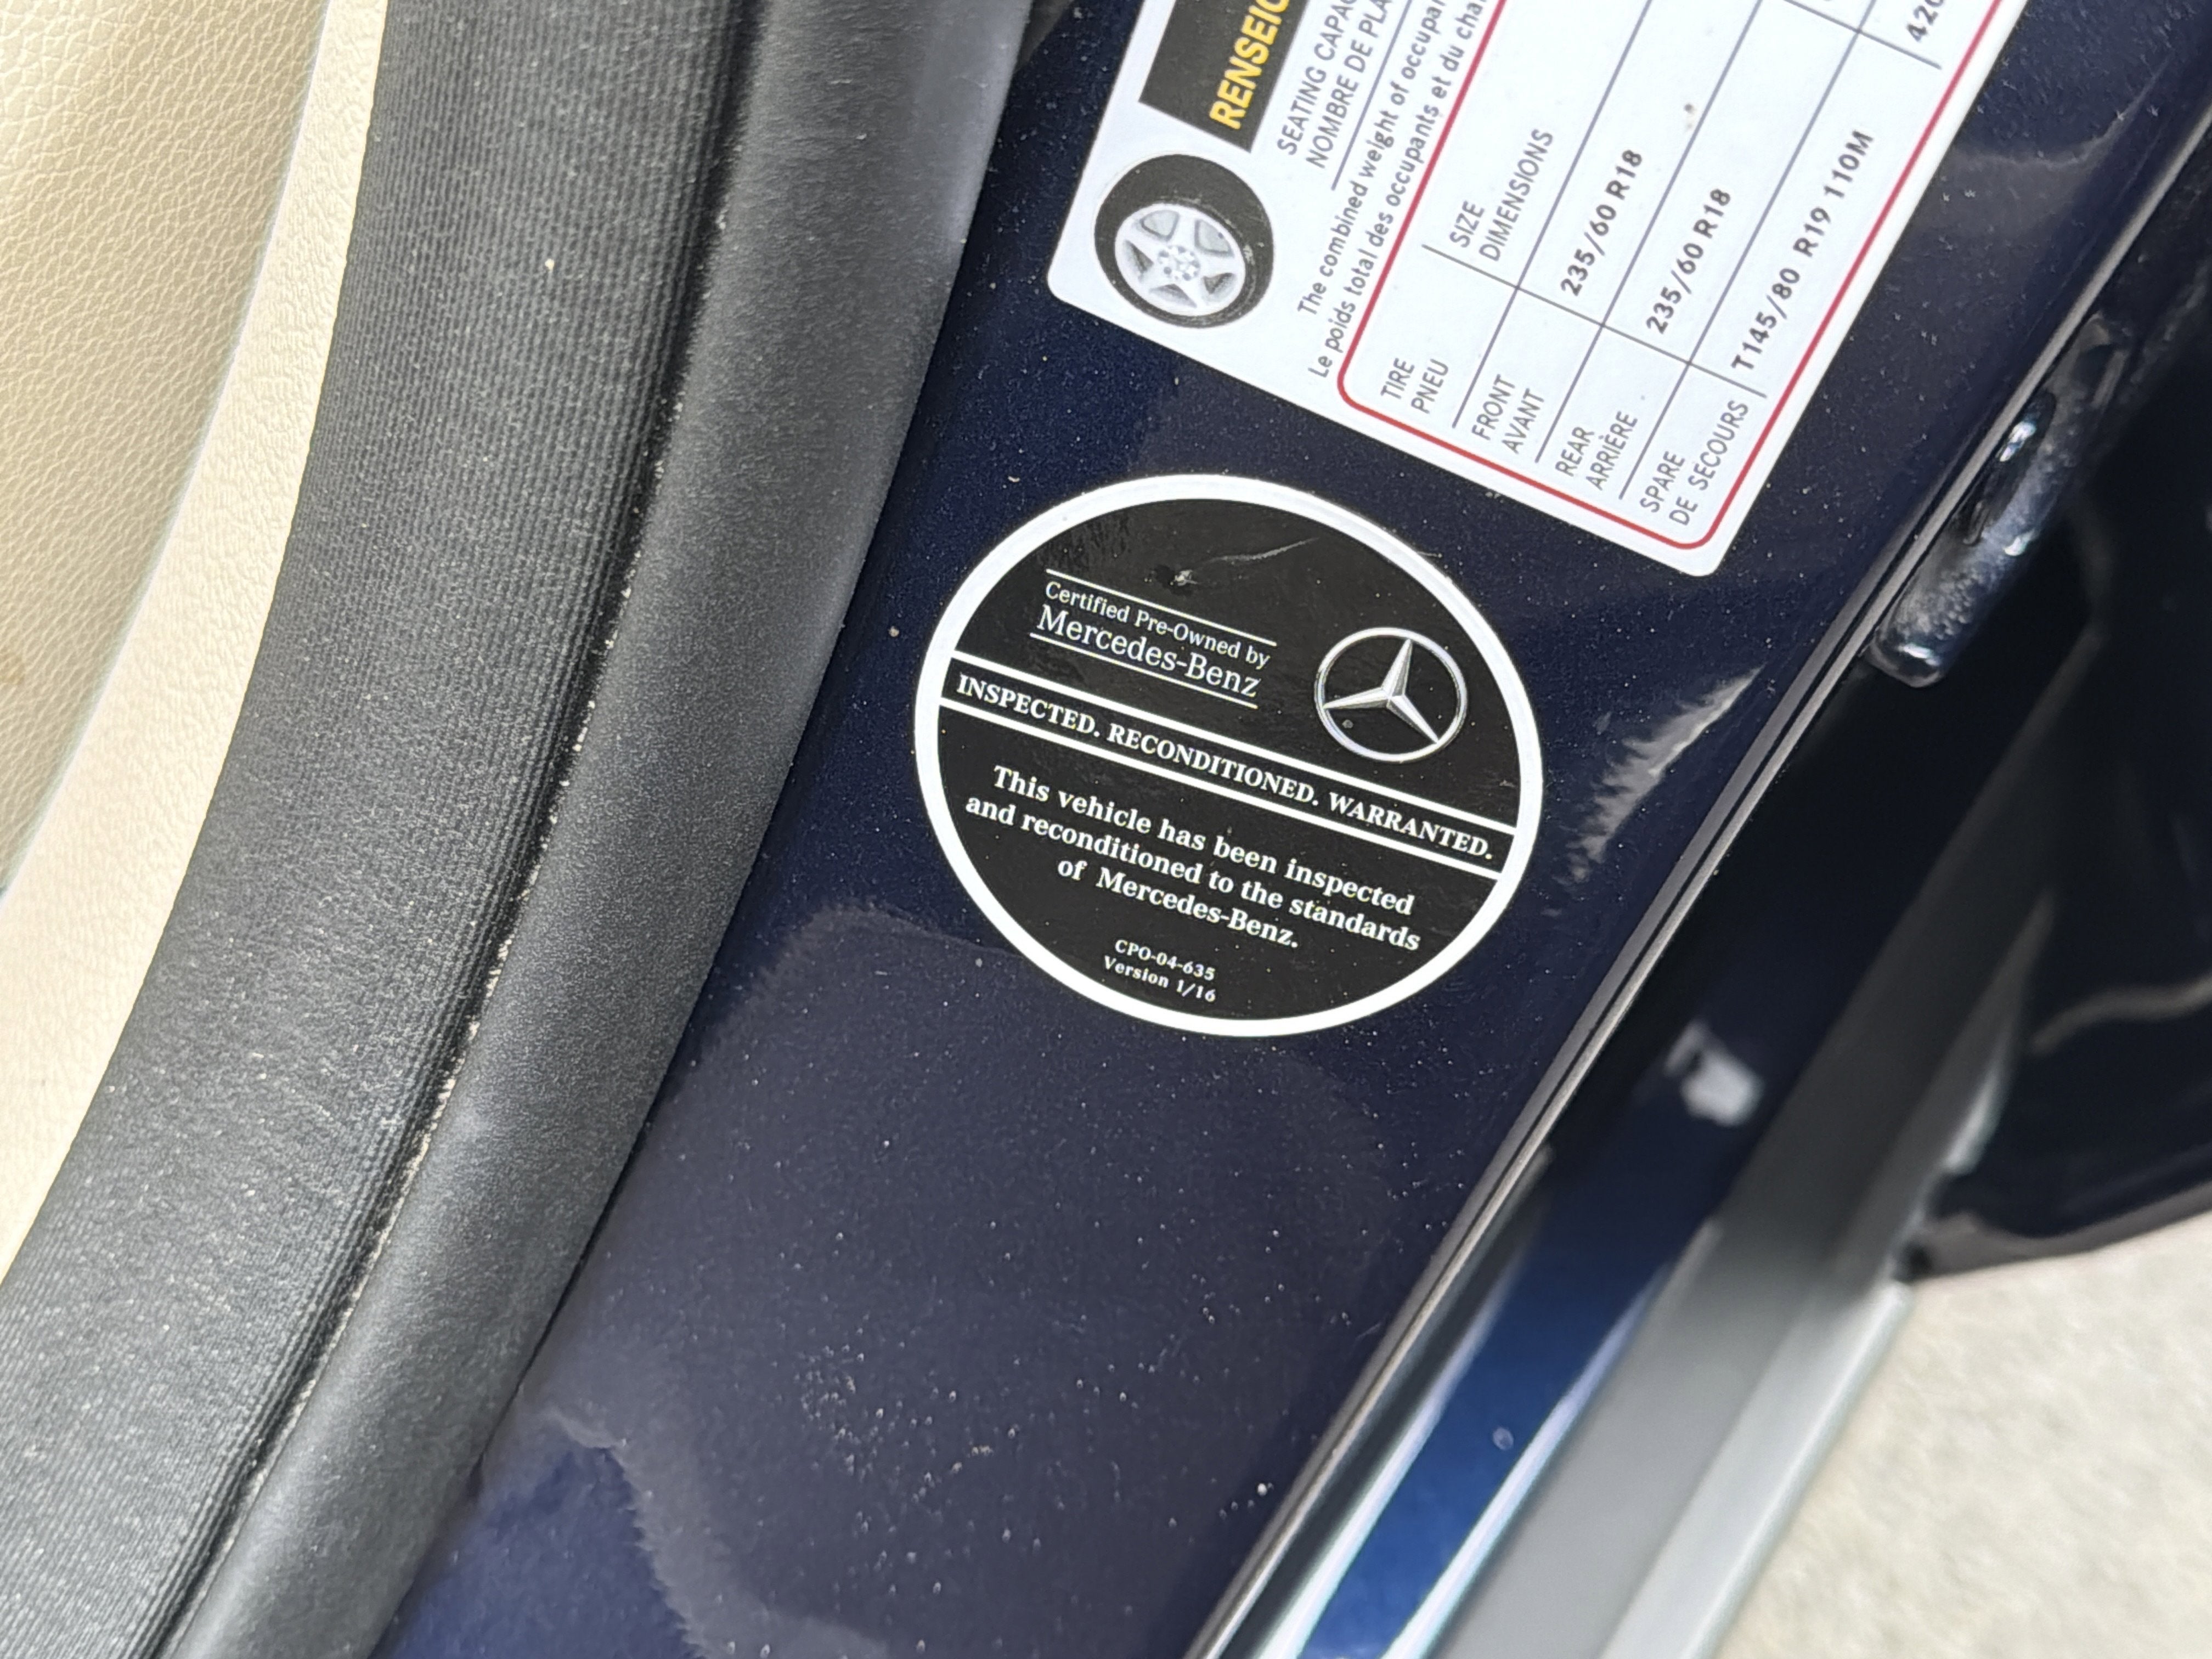 RENSEIG
SEATING CAPAC
NOMBRE DE PLA
The combined weight of occupan
Le poids total des occupants et du char
TIRE SIZE
PNEU DIMENSIONS
FRONT 235/60 R18
AVANT
REAR 235/60 R18
ARRIÈRE
SPARE T145/80 R19 110M 420
DE SECOURS
Certified Pre-Owned by
Mercedes-Benz
INSPECTED. RECONDITIONED. WARRANTED.
This vehicle has been inspected
and reconditioned to the standards
of Mercedes-Benz.
CPO-04-635
Version 1/16